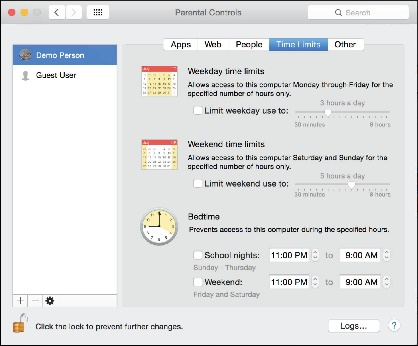 Parental Controls
Search
Apps Web People Time Limits Other
Demo Person
Guest User
Weekday time limits
Allows access to this computer Monday through Friday for the
specified number of hours only.
3 hours a day
Limit weekday use to:
30 minutes 8 hours
Weekend time limits
Allows access to this computer Saturday and Sunday for the
specified number of hours only.
5 hours a day
Limit weekend use to:
30 minutes 8 hours
Bedtime
Prevents access to this computer during the specified hours.
School nights: 11:00 PM to 9:00 AM
Sunday - Thursday
Weekend: 11:00 PM to 9:00 AM
Friday and Saturday
Click the lock to prevent further changes.
Logs... ?